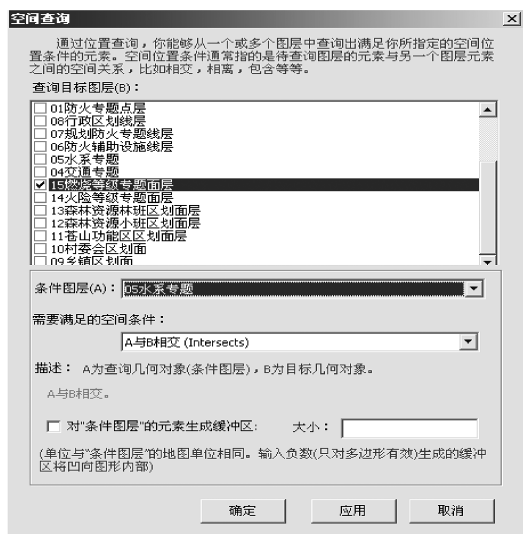 空间查询
通过位置查询，你能够从一个或多个图层中查询出满足你所指定的空间位
置条件的元素。空间位置条件通常指的是待查询图层的元素与另一个图层元素
之间的空间关系，比如相交，相离，包含等等。
查询目标图层(B)：
01防火专题点层
08行政区划线层
07规划防火专题线层
06防火辅助设施线层
05水系专题
04交通专题
15燃烧等级专题面层
14火险等级专题面层
13森林资源林班区划面层
12森林资源小班区划面层
11苍山功能区区划面层
10村委会区划面
09乡镇区划面
条件图层(A)：05水系专题
需要满足的空间条件：
A与B相交 (Intersects)
描述：A为查询几何对象(条件图层)，B为目标几何对象。
A与B相交。
对"条件图层"的元素生成缓冲区: 大小：
(单位与"条件图层"的地图单位相同。输入负数(只对多边形有效)生成的缓冲
区将凹向图形内部)
确定 应用 取消